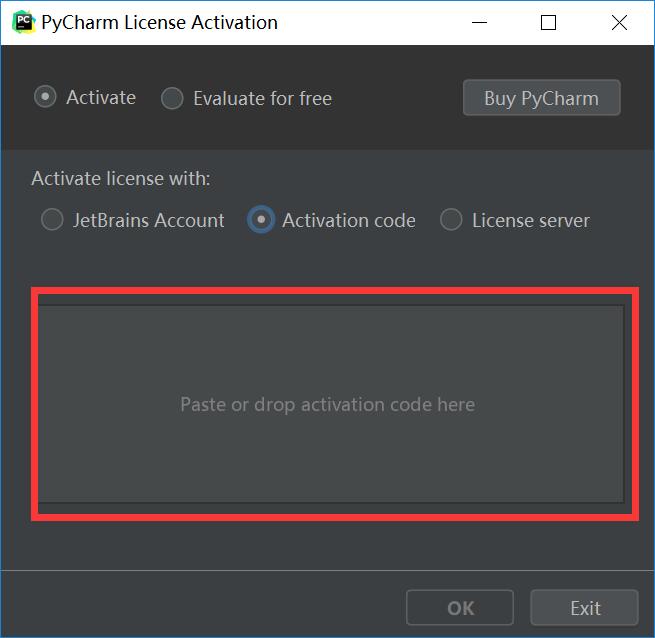 PC PyCharm License Activation
Activate Evaluate for free Buy PyCharm
Activate license with:
JetBrains Account Activation code License server
Paste or drop activation code here
OK Exit